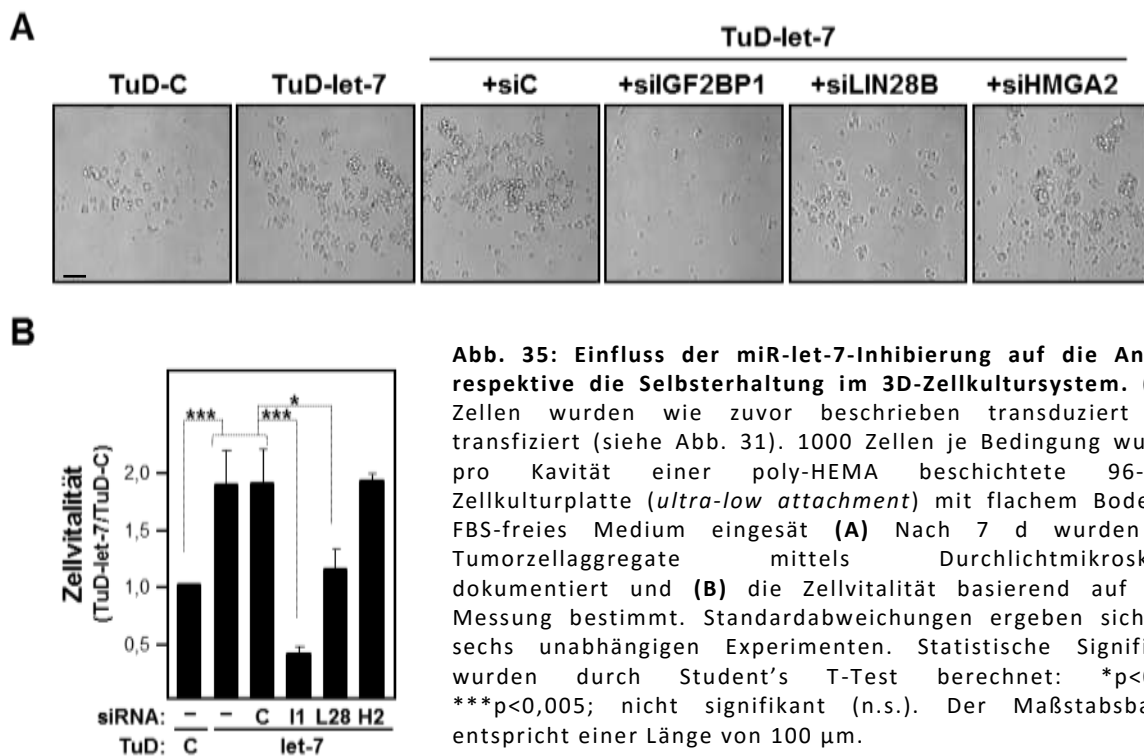 A
TuD-let-7
TuD-C TuD-let-7 +siC +siIGF2BP1 +siLIN28B +siHMGA2
B
Zellvitalität
(TuD-let-7/TuD-C)
2,0
1,5
1,0
0,5
*** *** *
siRNA: – – C I1 L28 H2
TuD: C let-7
Abb. 35: Einfluss der miR-let-7-Inhibierung auf die An
respektive die Selbsterhaltung im 3D-Zellkultursystem. (
Zellen wurden wie zuvor beschrieben transduziert
transfiziert (siehe Abb. 31). 1000 Zellen je Bedingung wu
pro Kavität einer poly-HEMA beschichtete 96-
Zellkulturplatte (ultra-low attachment) mit flachem Bode
FBS-freies Medium eingesät (A) Nach 7 d wurden
Tumorzellaggregate mittels Durchlichtmikrosk
dokumentiert und (B) die Zellvitalität basierend auf
Messung bestimmt. Standardabweichungen ergeben sich
sechs unabhängigen Experimenten. Statistische Signifi
wurden durch Student’s T-Test berechnet: *p<
***p<0,005; nicht signifikant (n.s.). Der Maßstabsba
entspricht einer Länge von 100 µm.